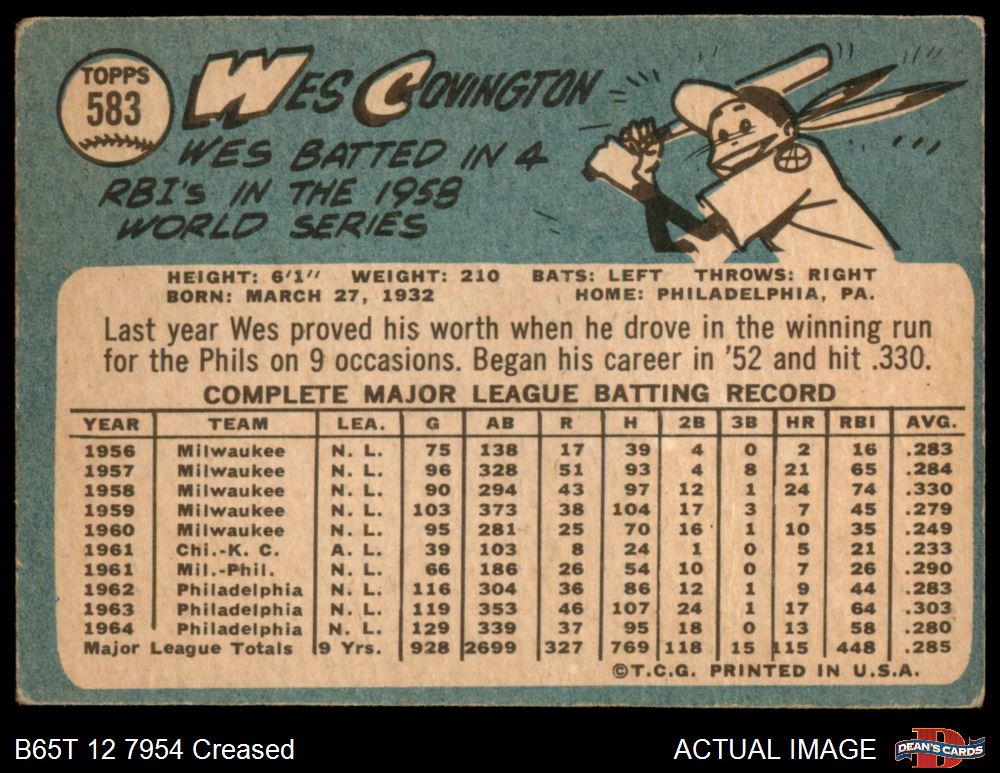 TOPPS
583
WES COVINGTON
WES BATTED IN 4
RBI'S IN THE 1958
WORLD SERIES
HEIGHT: 6'1" WEIGHT: 210 BATS: LEFT THROWS: RIGHT
BORN: MARCH 27, 1932 HOME: PHILADELPHIA, PA.
Last year Wes proved his worth when he drove in the winning run
for the Phils on 9 occasions. Began his career in '52 and hit .330.
COMPLETE MAJOR LEAGUE BATTING RECORD
YEAR TEAM LEA. G AB R H 2B 3B HR RBI AVG.
1956 Milwaukee N. L. 75 138 17 39 4 0 2 16 .283
1957 Milwaukee N. L. 96 328 51 93 4 8 21 65 .284
1958 Milwaukee N. L. 90 294 43 97 12 1 24 74 .330
1959 Milwaukee N. L. 103 373 38 104 17 3 7 45 .279
1960 Milwaukee N. L. 95 281 25 70 16 1 10 35 .249
1961 Chi.-K. C. A. L. 39 103 8 24 1 0 5 21 .233
1961 Mil.-Phil. N. L. 66 186 26 54 10 0 7 26 .290
1962 Philadelphia N. L. 116 304 36 86 12 1 9 44 .283
1963 Philadelphia N. L. 119 353 46 107 24 1 17 64 .303
1964 Philadelphia N. L. 129 339 37 95 18 0 13 58 .280
Major League Totals 9 Yrs. 928 2699 327 769 118 15 115 448 .285
©T.C.G. PRINTED IN U.S.A.
B65T 12 7954 Creased ACTUAL IMAGE
D
DEAN'S CARDS